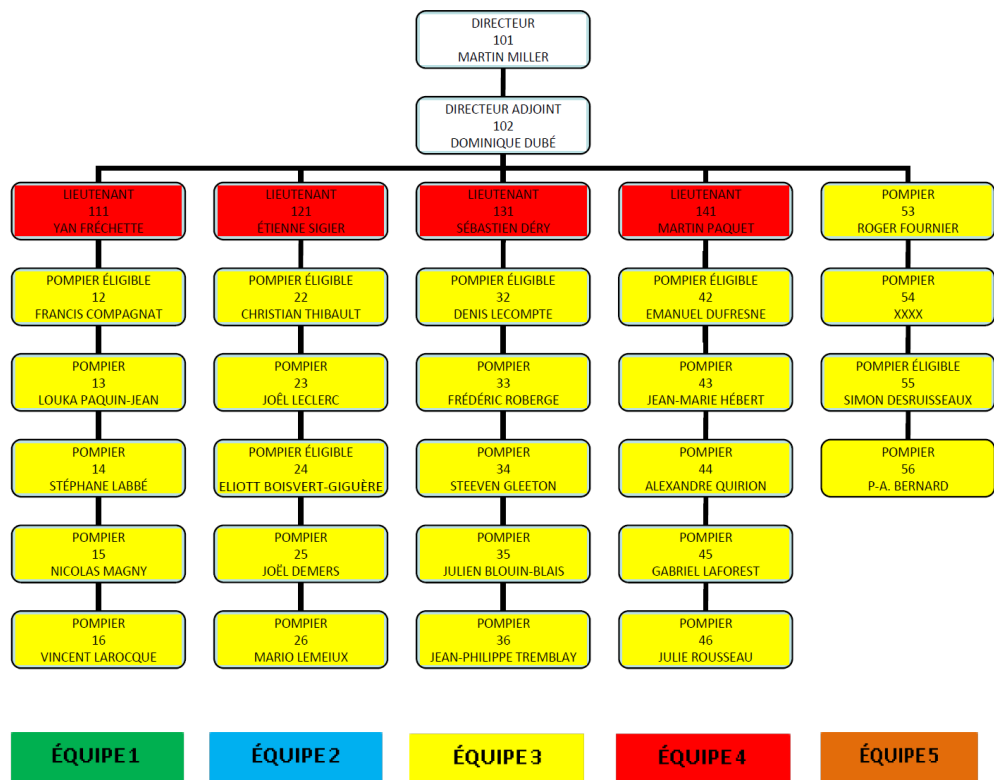 DIRECTEUR
101
MARTIN MILLER
DIRECTEUR ADJOINT
102
DOMINIQUE DUBÉ
LIEUTENANT
111
YAN FRÉCHETTE
LIEUTENANT
121
ÉTIENNE SIGIER
LIEUTENANT
131
SÉBASTIEN DÉRY
LIEUTENANT
141
MARTIN PAQUET
POMPIER
53
ROGER FOURNIER
POMPIER ÉLIGIBLE
12
FRANCIS COMPAGNAT
POMPIER ÉLIGIBLE
22
CHRISTIAN THIBAULT
POMPIER ÉLIGIBLE
32
DENIS LECOMPTE
POMPIER ÉLIGIBLE
42
EMANUEL DUFRESNE
POMPIER
54
XXXX
POMPIER
13
LOUKA PAQUIN-JEAN
POMPIER
23
JOÊL LECLERC
POMPIER
33
FRÉDÉRIC ROBERGE
POMPIER
43
JEAN-MARIE HÉBERT
POMPIER ÉLIGIBLE
55
SIMON DESRUISSEAUX
POMPIER
14
STÉPHANE LABBÉ
POMPIER ÉLIGIBLE
24
ELIOTT BOISVERT-GIGUÈRE
POMPIER
34
STEEVEN GLEETON
POMPIER
44
ALEXANDRE QUIRION
POMPIER
56
P-A. BERNARD
POMPIER
15
NICOLAS MAGNY
POMPIER
25
JOËL DEMERS
POMPIER
35
JULIEN BLOUIN-BLAIS
POMPIER
45
GABRIEL LAFOREST
POMPIER
16
VINCENT LAROCQUE
POMPIER
26
MARIO LEMEIUX
POMPIER
36
JEAN-PHILIPPE TREMBLAY
POMPIER
46
JULIE ROUSSEAU
ÉQUIPE 1
ÉQUIPE 2
ÉQUIPE 3
ÉQUIPE 4
ÉQUIPE 5